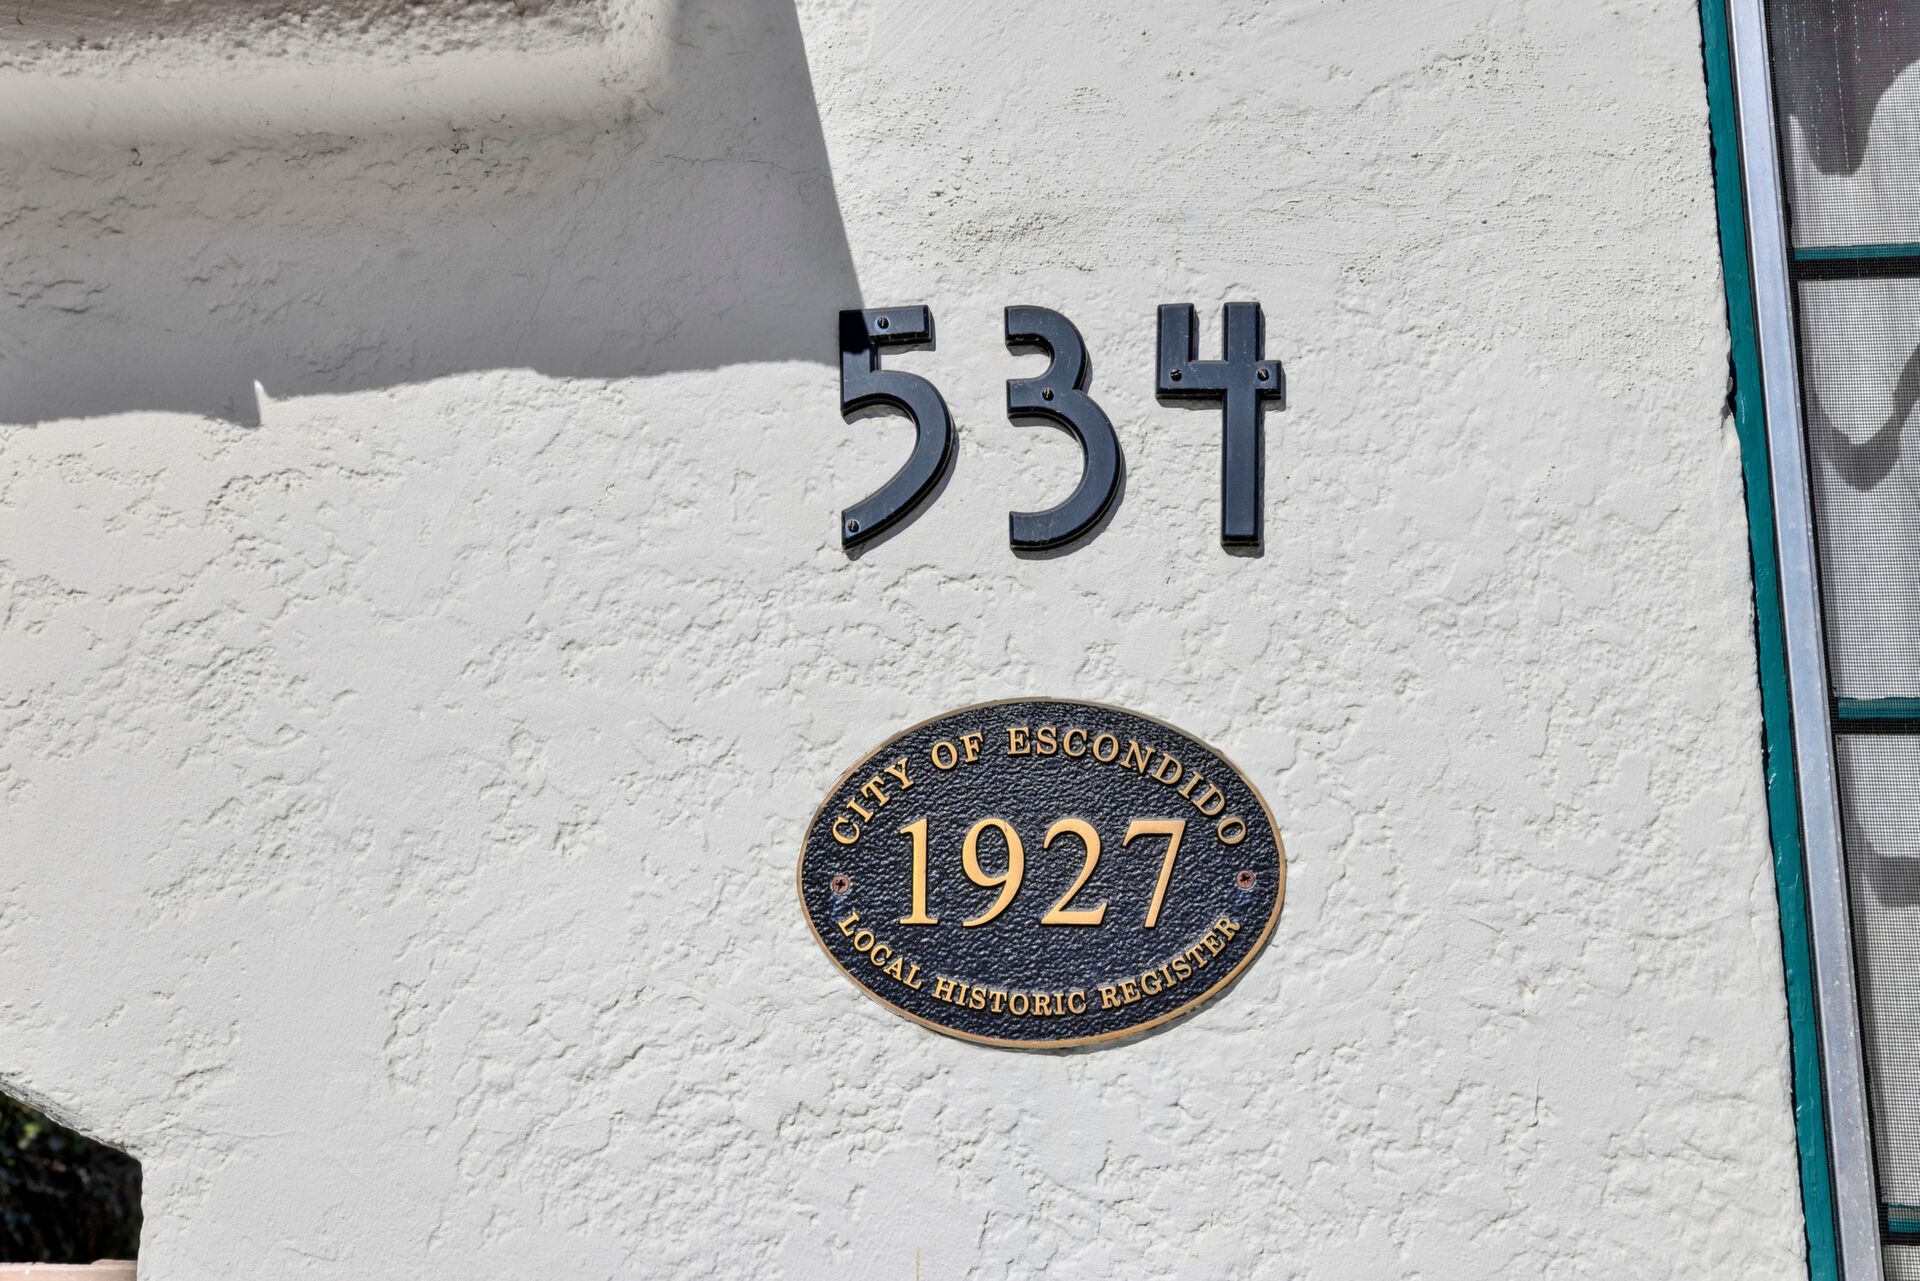 534
CITY OF ESCONDIDO
1927
LOCAL HISTORIC REGISTER